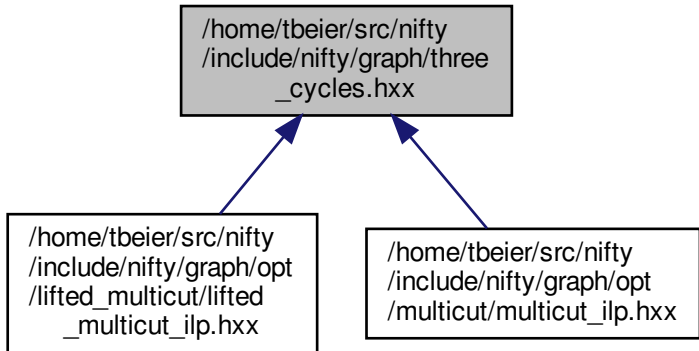 /home/tbeier/src/nifty
/include/nifty/graph/three
_cycles.hxx
/home/tbeier/src/nifty
/include/nifty/graph/opt
/lifted_multicut/lifted
_multicut_ilp.hxx
/home/tbeier/src/nifty
/include/nifty/graph/opt
/multicut/multicut_ilp.hxx